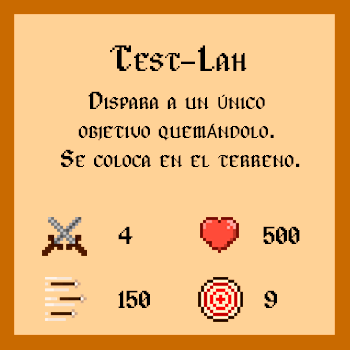 Test-Lah
Dispara a un único
objetivo quemándolo.
Se coloca en el terreno.
4 500
150 9